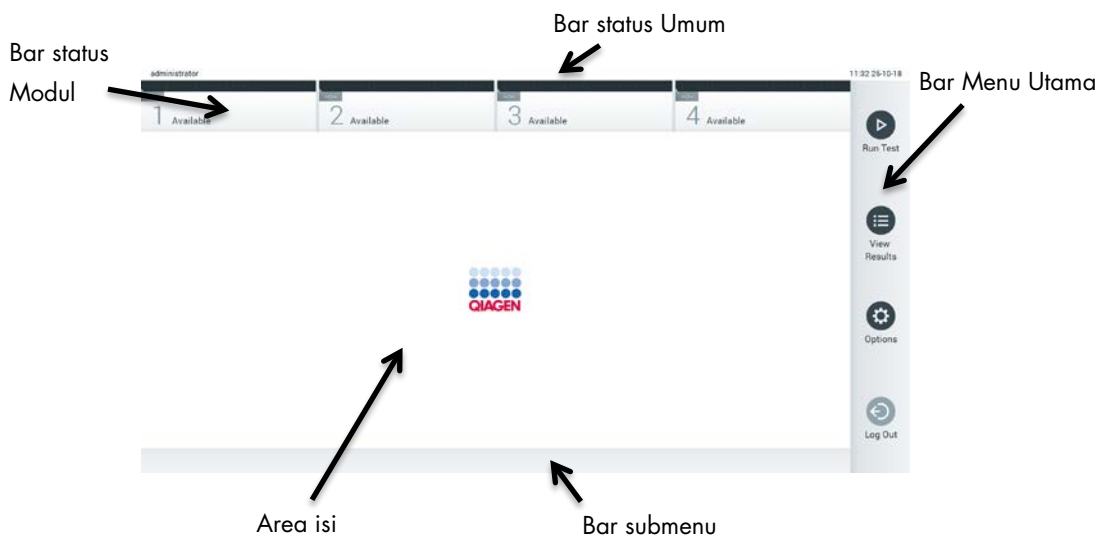 Bar status Umum
Bar status
Modul
Bar Menu Utama
administrator
11:32 25-10-18
1 Available
2 Available
3 Available
4 Available
Run Test
View
Results
QIAGEN
Options
Log Out
Area isi
Bar submenu